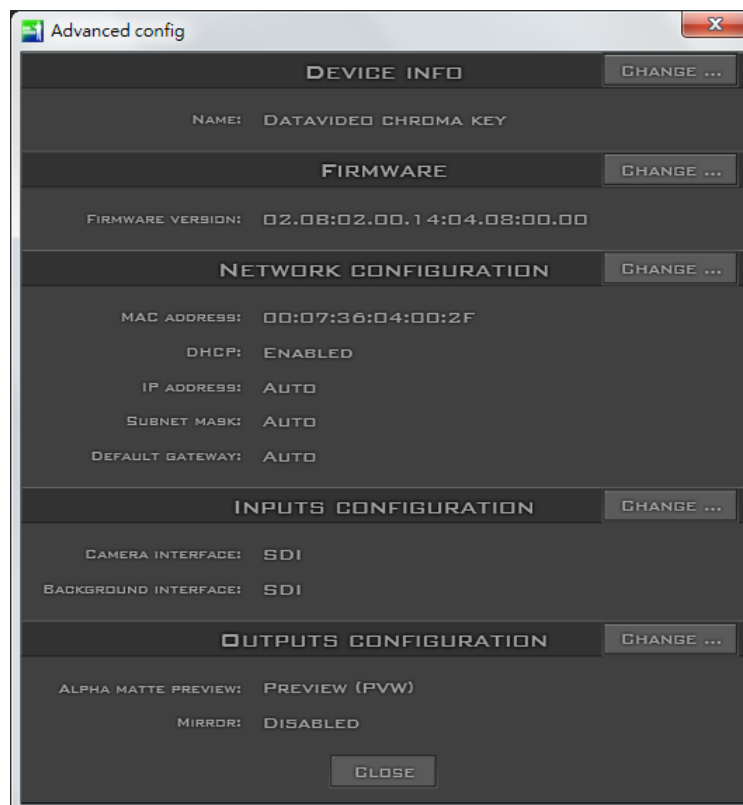 Advanced config
DEVICE INFO CHANGE ...
NAME: DATAVIDEO CHROMA KEY
FIRMWARE CHANGE ...
FIRMWARE VERSION: 02.0B:02.00.14:04.08:00.00
NETWORK CONFIGURATION CHANGE ...
MAC ADDRESS: 00:07:36:04:00:2F
DHCP: ENABLED
IP ADDRESS: AUTO
SUBNET MASK: AUTO
DEFAULT GATEWAY: AUTO
INPUTS CONFIGURATION CHANGE ...
CAMERA INTERFACE: SDI
BACKGROUND INTERFACE: SDI
OUTPUTS CONFIGURATION CHANGE ...
ALPHA MATTE PREVIEW: PREVIEW (PVW)
MIRROR: DISABLED
CLOSE